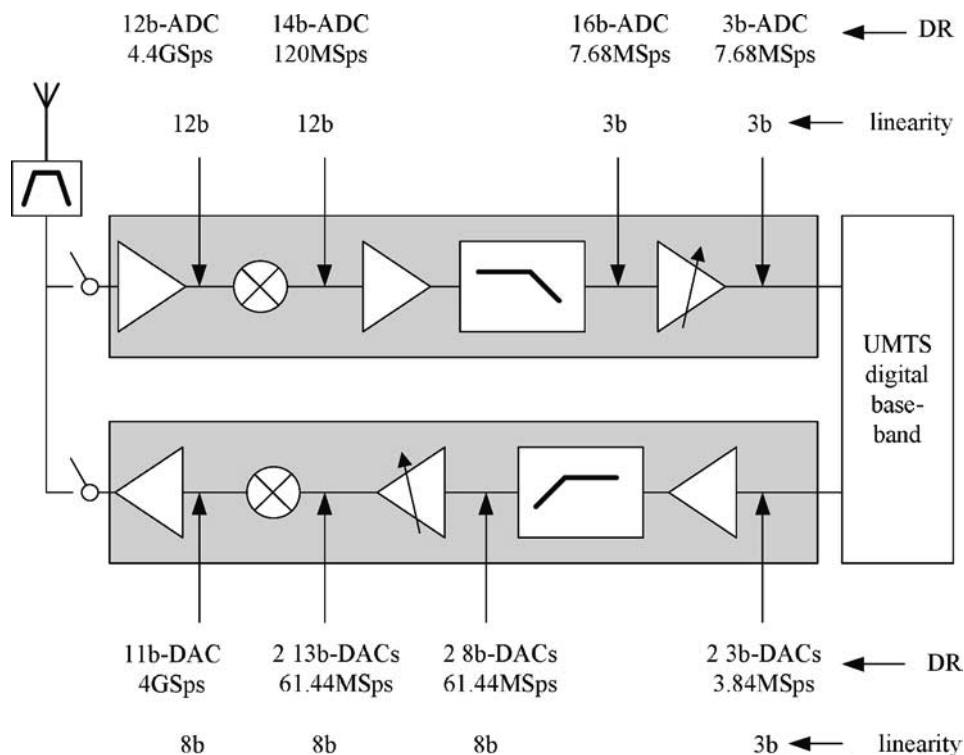 12b-ADC 14b-ADC 16b-ADC 3b-ADC DR
4.4GSps 120MSps 7.68MSps 7.68MSps
12b 12b 3b 3b linearity
UMTS
digital
base-
band
11b-DAC 2 13b-DACs 2 8b-DACs 2 3b-DACs DR
4GSps 61.44MSps 61.44MSps 3.84MSps
8b 8b 8b 3b linearity